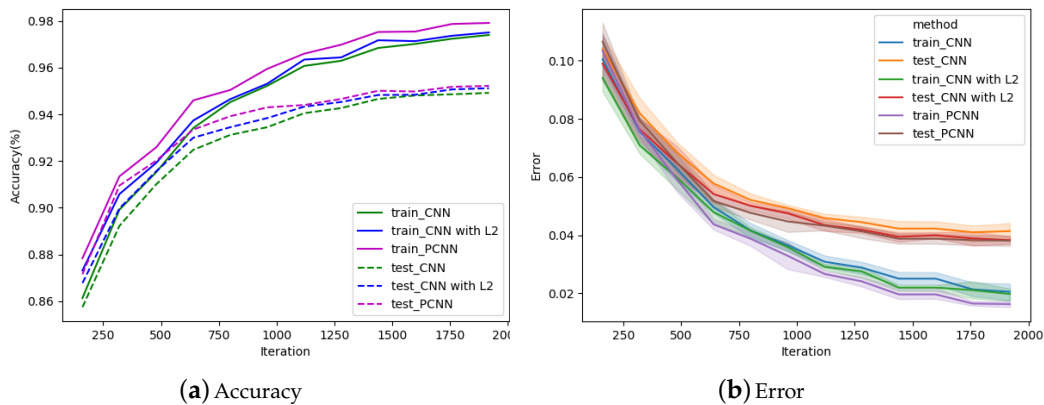 0.98
0.96
0.94
0.92
0.90
0.88
0.86
Accuracy(%)
250
500
750
1000
1250
1500
1750
200
Iteration
train_CNN
train_CNN with L2
train_PCNN
test_CNN
test_CNN with L2
test_PCNN
(a) Accuracy
0.10
0.08
0.06
0.04
0.02
Error
250
500
750
1000
1250
1500
1750
2000
Iteration
method
train_CNN
test_CNN
train_CNN with L2
test_CNN with L2
train_PCNN
test_PCNN
(b) Error